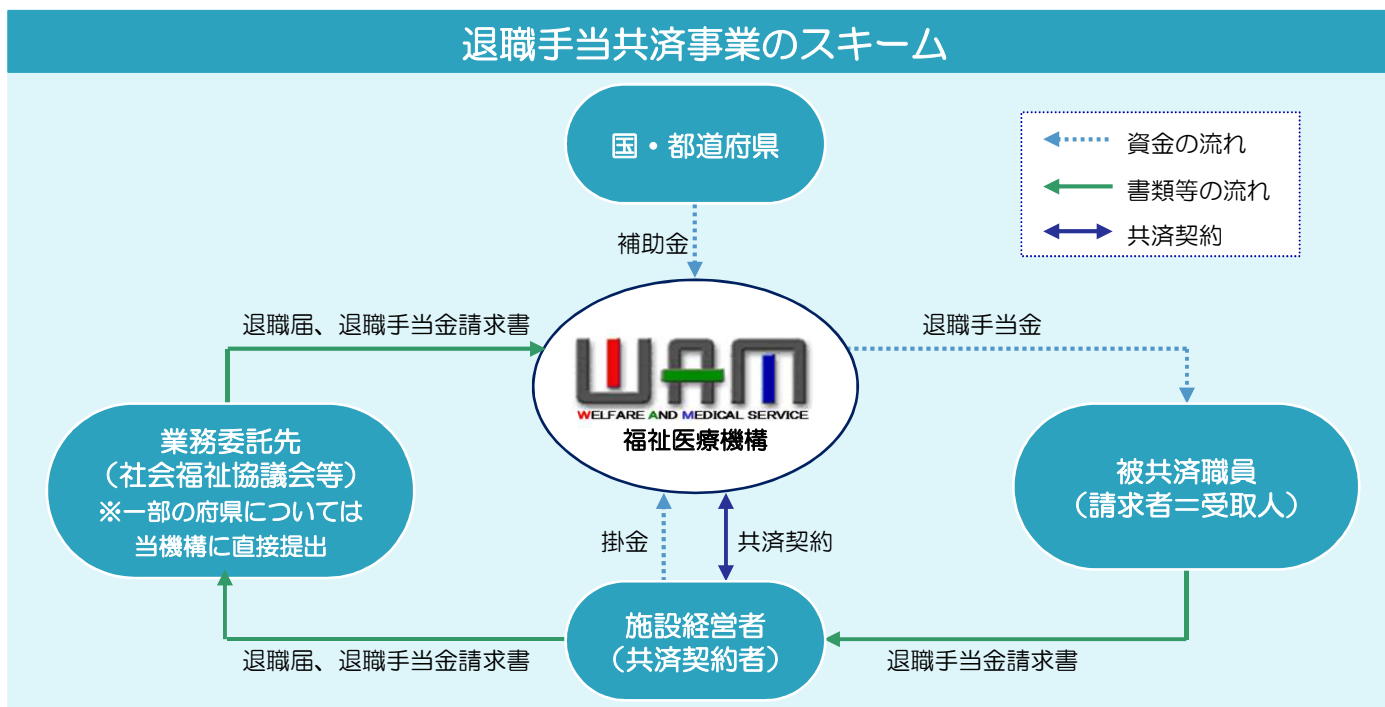 退職手当共済事業のスキーム
国・都道府県
資金の流れ
書類等の流れ
共済契約
補助金
退職届、退職手当金請求書
退職手当金
WAM
WELFARE AND MEDICAL SERVICE
福祉医療機構
業務委託先
（社会福祉協議会等）
※一部の府県については
当機構に直接提出
被共済職員
（請求者＝受取人）
掛金
共済契約
施設経営者
（共済契約者）
退職届、退職手当金請求書
退職手当金請求書